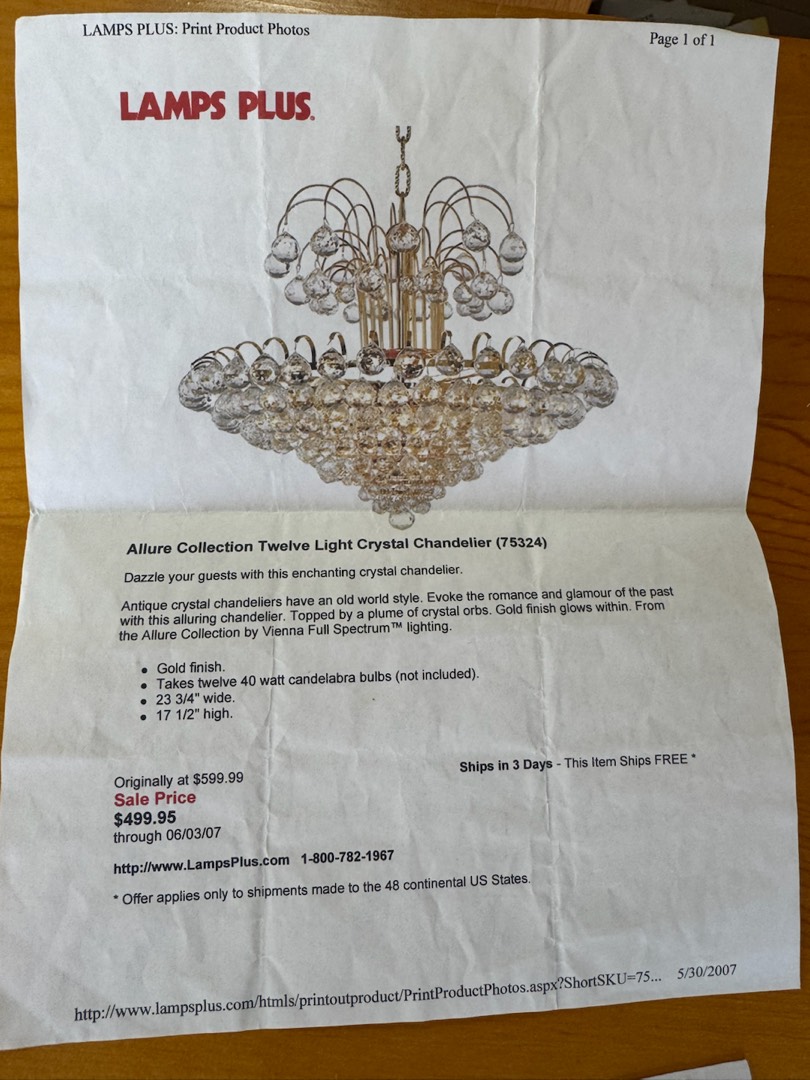 LAMPS PLUS: Print Product Photos
Page 1 of 1
LAMPS PLUS.
Allure Collection Twelve Light Crystal Chandelier (75324)
Dazzle your guests with this enchanting crystal chandelier.
Antique crystal chandeliers have an old world style. Evoke the romance and glamour of the past
with this alluring chandelier. Topped by a plume of crystal orbs. Gold finish glows within. From
the Allure Collection by Vienna Full Spectrum™ lighting.
• Gold finish.
• Takes twelve 40 watt candelabra bulbs (not included).
• 23 3/4" wide.
• 17 1/2" high.
Originally at $599.99
Ships in 3 Days - This Item Ships FREE *
Sale Price
$499.95
through 06/03/07
http://www.LampsPlus.com 1-800-782-1967
* Offer applies only to shipments made to the 48 continental US States.
http://www.lampsplus.com/htmls/printoutproduct/PrintProductPhotos.aspx?ShortSKU=75... 5/30/2007